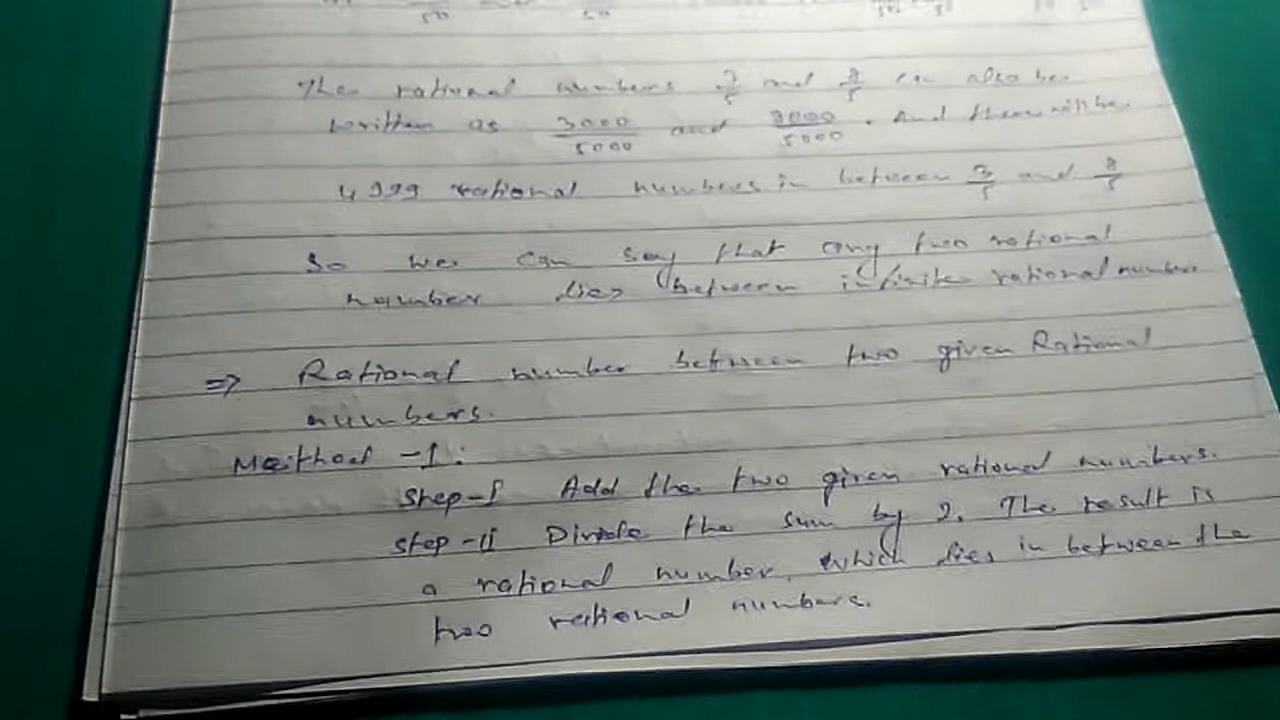 The rational numbers 3/5 and 8/5 can also be
written as 3000/5000 and 8000/5000. And there will be
4999 rational numbers in between 3/5 and 8/5
So we can say that any two rational
number lies between infinite rational number
⇒ Rational number between two given Rational
numbers.
Meithod -I:
Step-I Add the two given rational numbers.
Step-II Divide the sum by 2. The result is
a rational number, which lies in between the
two rational numbers.